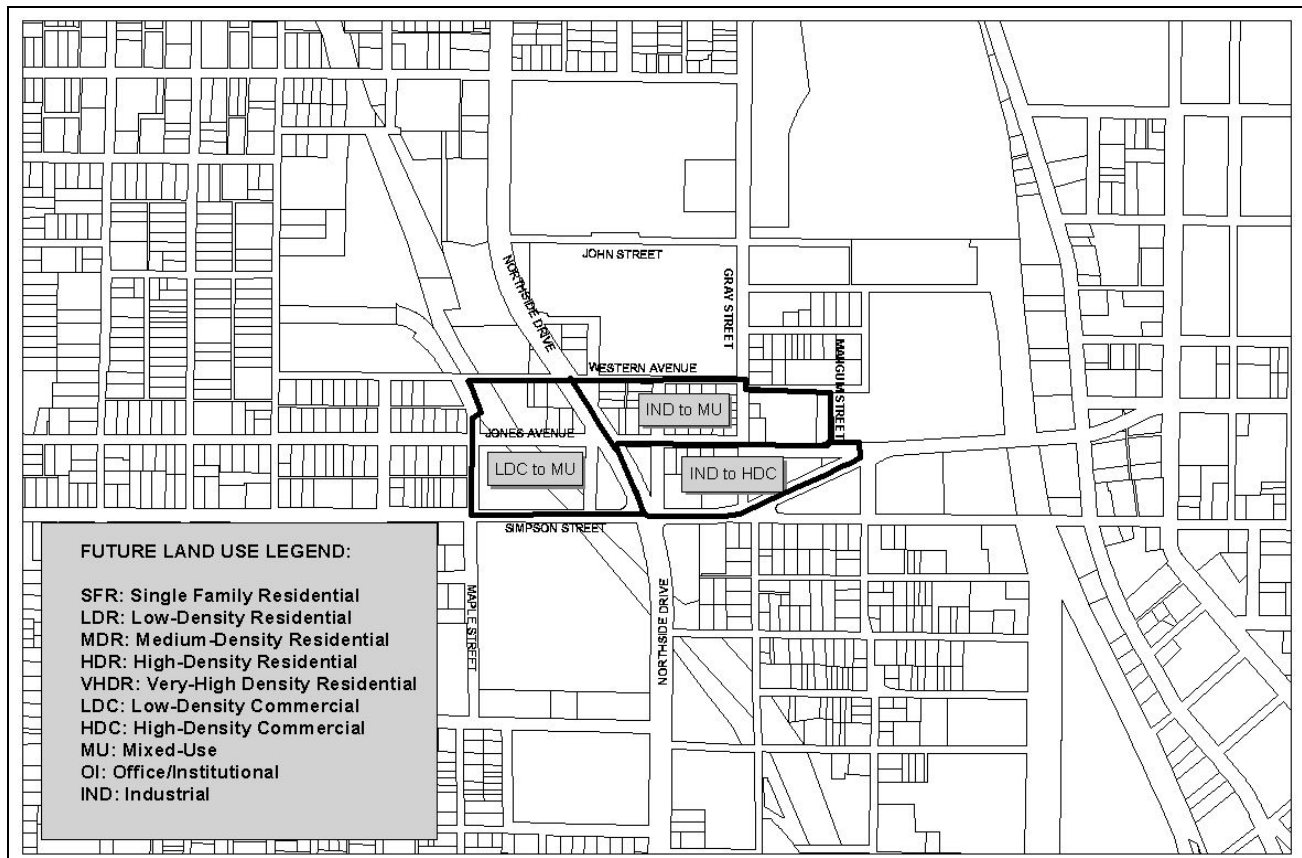 JOHN STREET
NORTHSIDE DRIVE
GRAY STREET
WESTERN AVENUE
MANGUM STREET
IND to MU
JONES AVENUE
LDC to MU
IND to HDC
SIMPSON STREET
MAPLE STREET
NORTHSIDE DRIVE
FUTURE LAND USE LEGEND:
SFR: Single Family Residential
LDR: Low-Density Residential
MDR: Medium-Density Residential
HDR: High-Density Residential
VHDR: Very-High Density Residential
LDC: Low-Density Commercial
HDC: High-Density Commercial
MU: Mixed-Use
OI: Office/Institutional
IND: Industrial